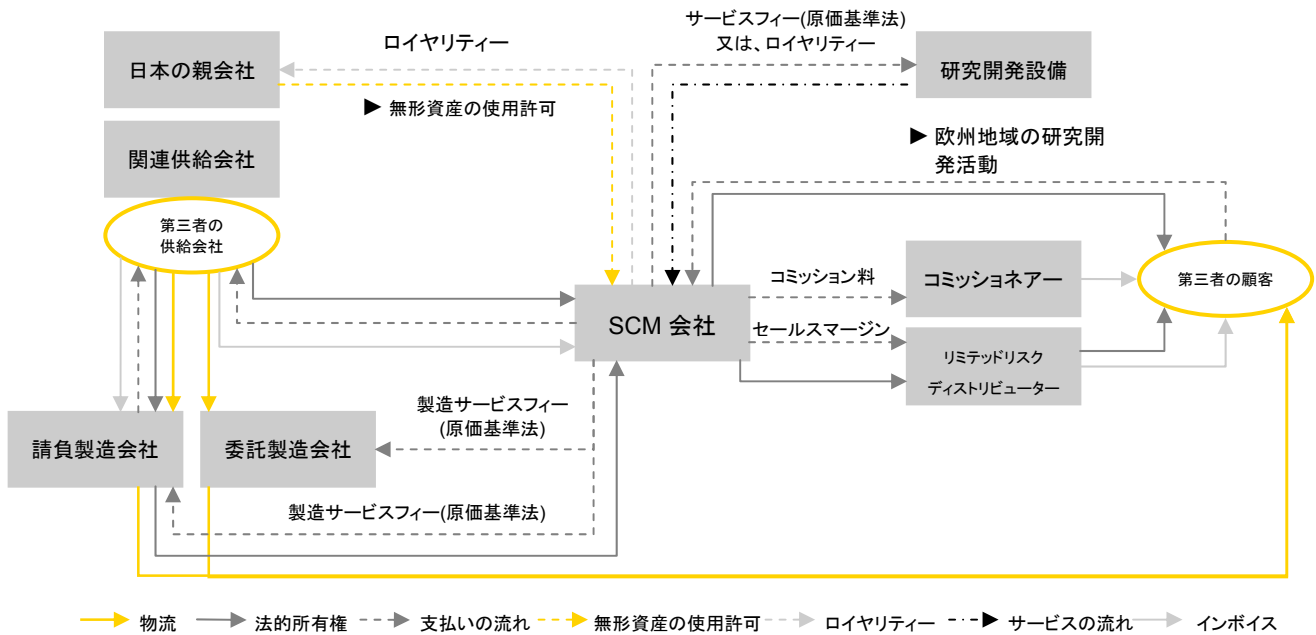 ロイヤリティー
サービスフィー(原価基準法)
又は、ロイヤリティー
日本の親会社
研究開発設備
▶ 無形資産の使用許可
▶ 欧州地域の研究開
発活動
関連供給会社
第三者の
供給会社
コミッション料
コミッショネアー
第三者の顧客
SCM 会社
セールスマージン
リミテッドリスク
ディストリビューター
製造サービスフィー
(原価基準法)
請負製造会社
委託製造会社
製造サービスフィー(原価基準法)
物流
法的所有権
支払いの流れ
無形資産の使用許可
ロイヤリティー
サービスの流れ
インボイス